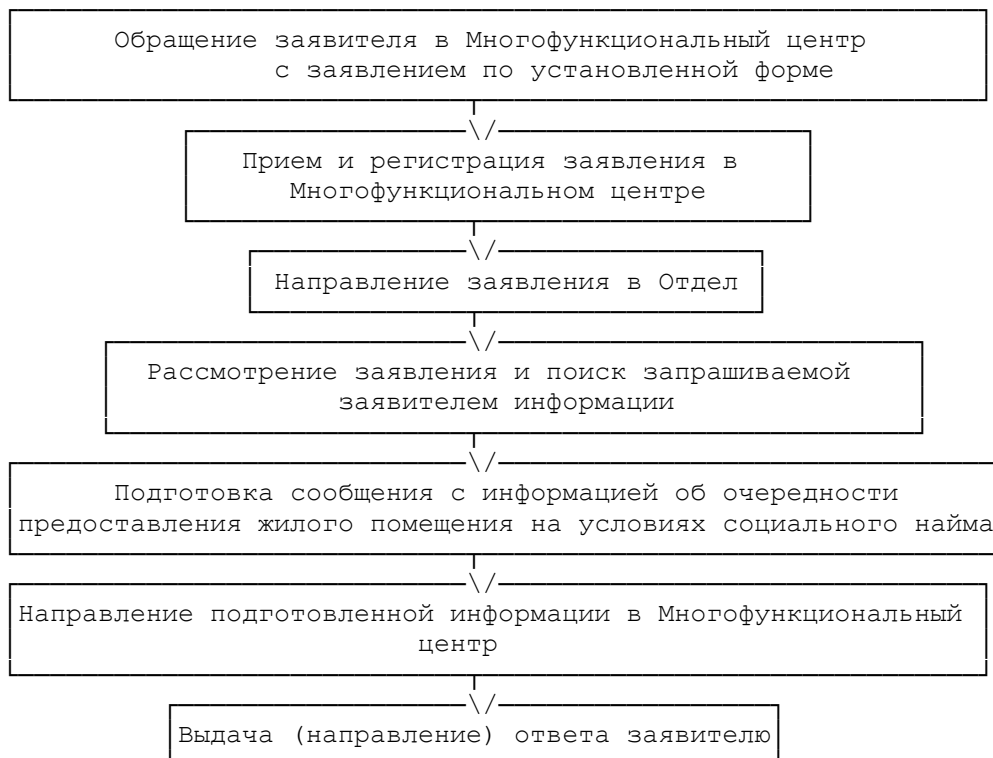 Обращение заявителя в Многофункциональный центр
с заявлением по установленной форме
Прием и регистрация заявления в
Многофункциональном центре
Направление заявления в Отдел
Рассмотрение заявления и поиск запрашиваемой
заявителем информации
Подготовка сообщения с информацией об очередности
предоставления жилого помещения на условиях социального найма
Направление подготовленной информации в Многофункциональный
центр
Выдача (направление) ответа заявителю